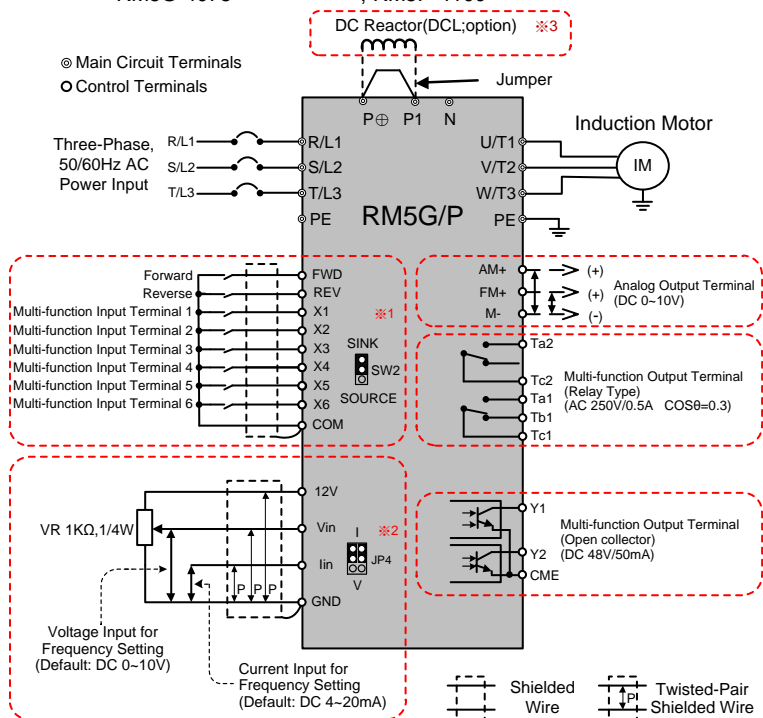 DC Reactor(DCL;option) ※3
◎ Main Circuit Terminals
O Control Terminals
Jumper
P⊕ P1 N
Induction Motor
Three-Phase,
50/60Hz AC
Power Input
R/L1
S/L2
T/L3
R/L1
S/L2
T/L3
PE
RM5G/P
U/T1
V/T2
W/T3
PE
IM
Forward
Reverse
Multi-function Input Terminal 1
Multi-function Input Terminal 2
Multi-function Input Terminal 3
Multi-function Input Terminal 4
Multi-function Input Terminal 5
Multi-function Input Terminal 6
FWD
REV
X1
X2
X3
X4
X5
X6
COM
※1
SINK
SW2
SOURCE
AM+
FM+
M-
(+)
(+)
(-)
Analog Output Terminal
(DC 0~10V)
Ta2
Tc2
Ta1
Tb1
Tc1
Multi-function Output Terminal
(Relay Type)
(AC 250V/0.5A COSθ=0.3)
VR 1KΩ,1/4W
12V
Vin
Iin
GND
P P P
※2
I
JP4
V
Y1
Y2
CME
Multi-function Output Terminal
(Open collector)
(DC 48V/50mA)
Voltage Input for
Frequency Setting
(Default: DC 0~10V)
Current Input for
Frequency Setting
(Default: DC 4~20mA)
Shielded
Wire
P
Twisted-Pair
Shielded Wire